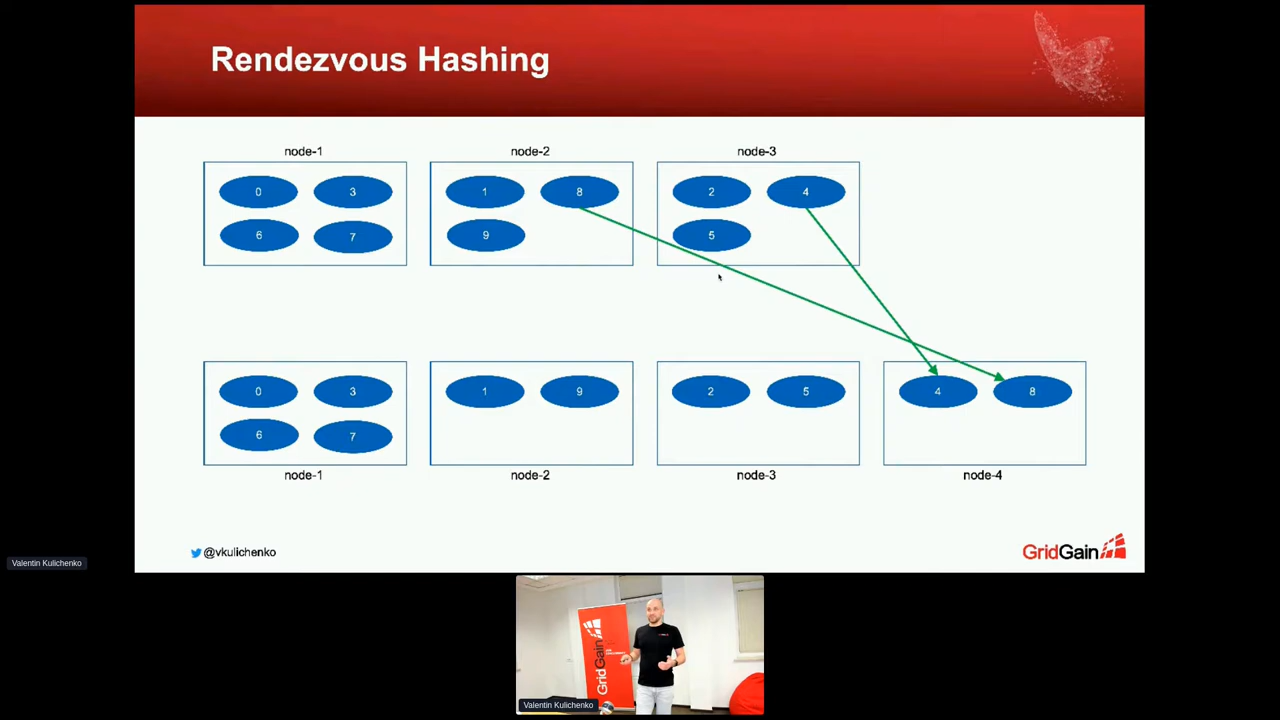 Rendezvous Hashing
node-1 node-2 node-3
0 3 1 8 2 4
6 7 9 5
0 3 1 9 2 5 4 8
6 7
node-1 node-2 node-3 node-4
@vkulichenko
GridGain
Valentin Kulichenko
GridGain
Valentin Kulichenko